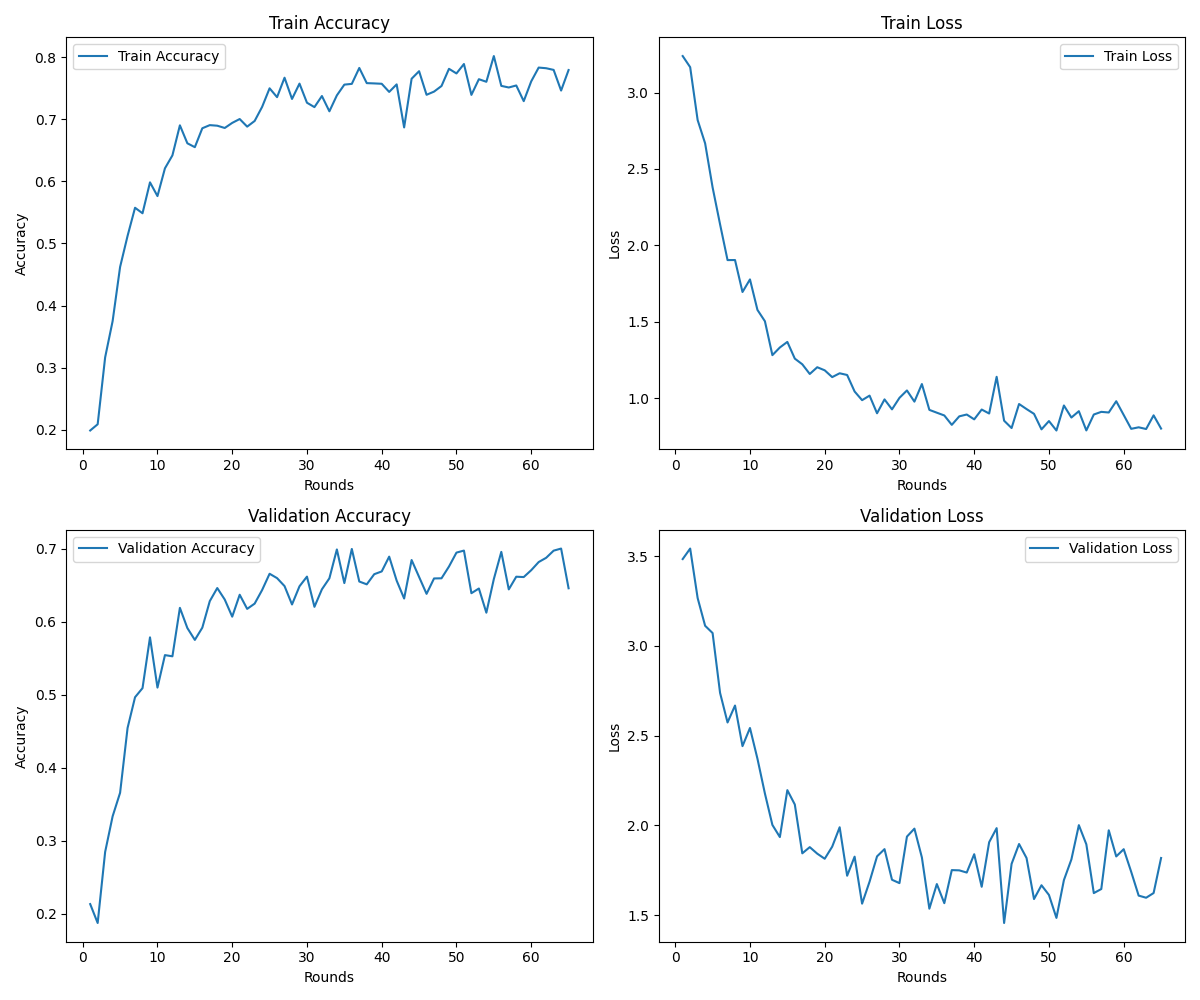 Train Accuracy
Train Accuracy
Accuracy
0.8
0.7
0.6
0.5
0.4
0.3
0.2
0 10 20 30 40 50 60
Rounds
Train Loss
Train Loss
Loss
3.0
2.5
2.0
1.5
1.0
0 10 20 30 40 50 60
Rounds
Validation Accuracy
Validation Accuracy
Accuracy
0.7
0.6
0.5
0.4
0.3
0.2
0 10 20 30 40 50 60
Rounds
Validation Loss
Validation Loss
Loss
3.5
3.0
2.5
2.0
1.5
0 10 20 30 40 50 60
Rounds